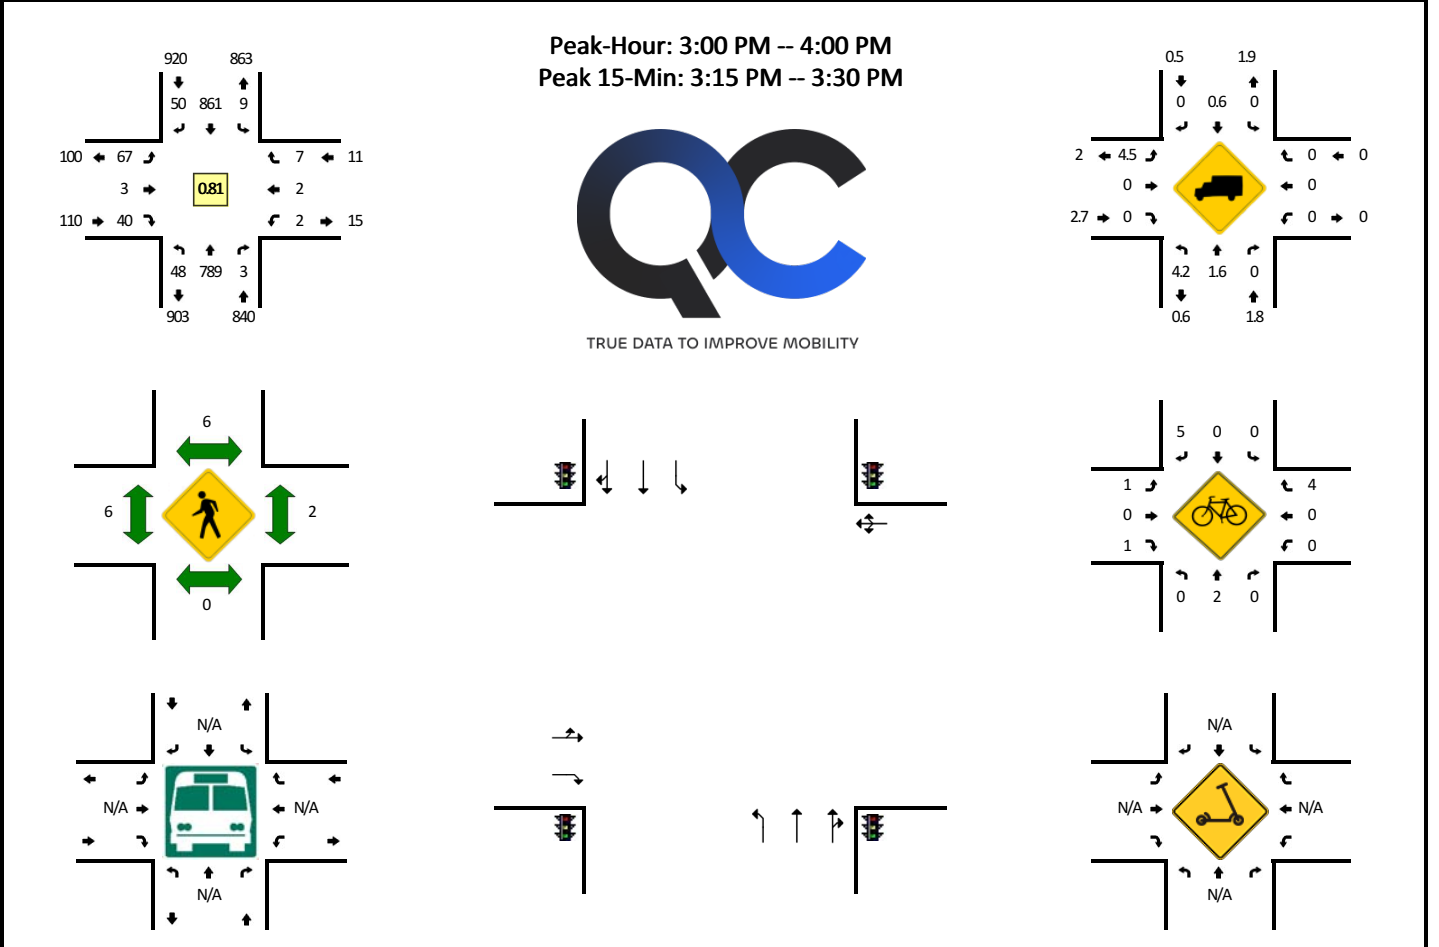 Peak-Hour: 3:00 PM -- 4:00 PM
Peak 15-Min: 3:15 PM -- 3:30 PM
920 863
50 861 9
100 67 7 11
3 0.81 2
110 40 2 15
48 789 3
903 840
QC
TRUE DATA TO IMPROVE MOBILITY
0.5 1.9
0 0.6 0
2 4.5 0 0
0 0
2.7 0 0 0
4.2 1.6 0
0.6 1.8
6
6 2
0
5 0 0
1 4
0 0
1 0
0 2 0
N/A
N/A N/A
N/A
N/A
N/A N/A
N/A